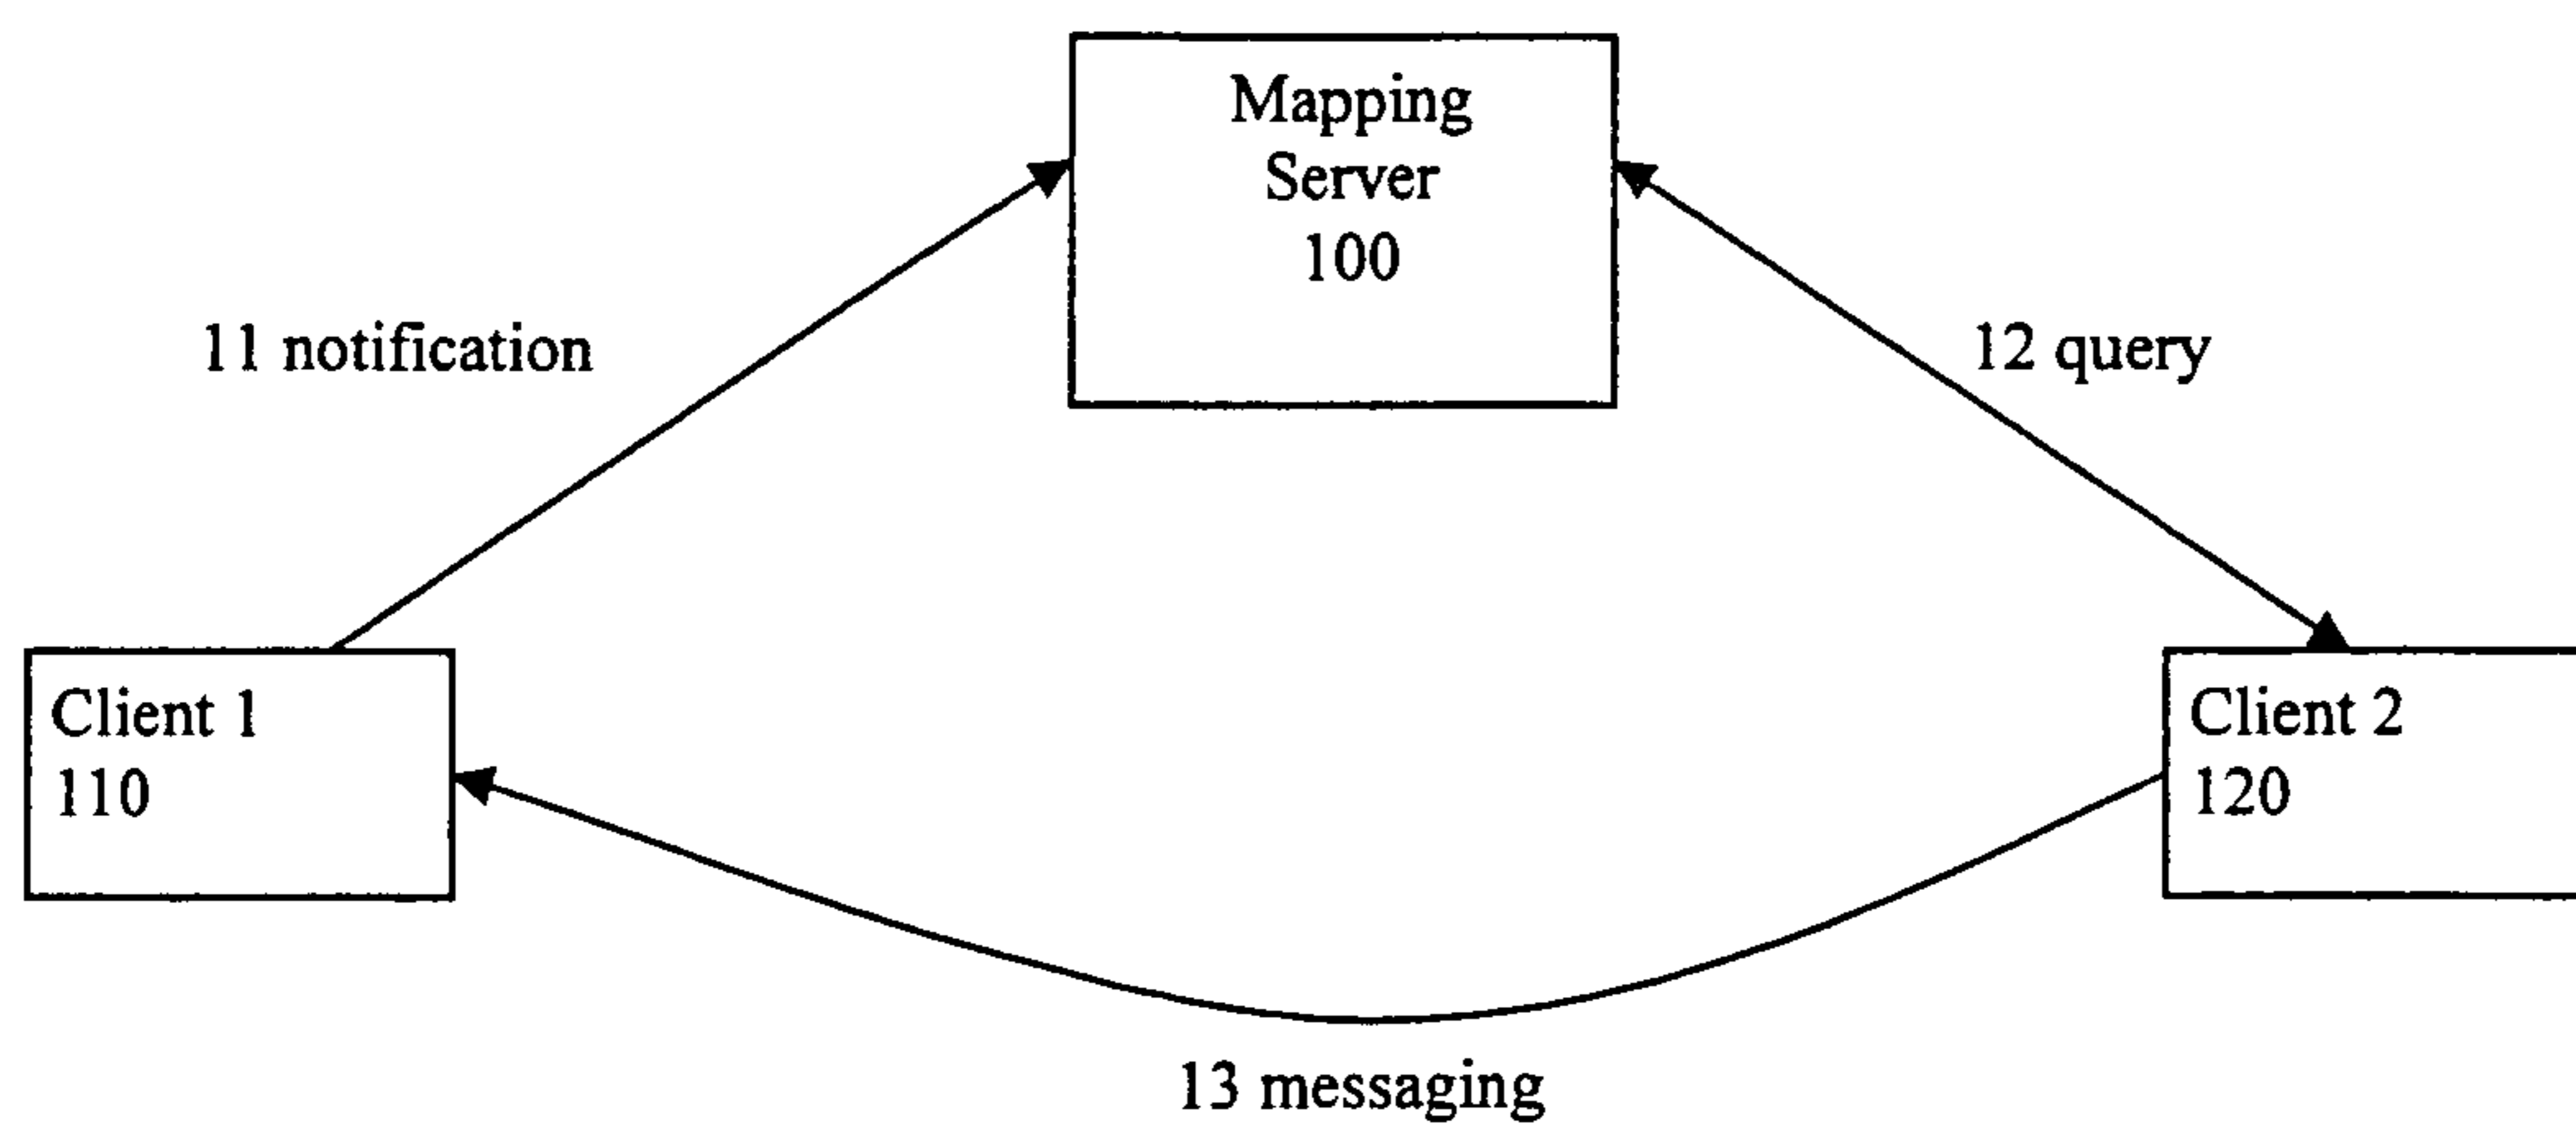 Mapping
Server
100
11 notification
12 query
Client 1
110
Client 2
120
13 messaging